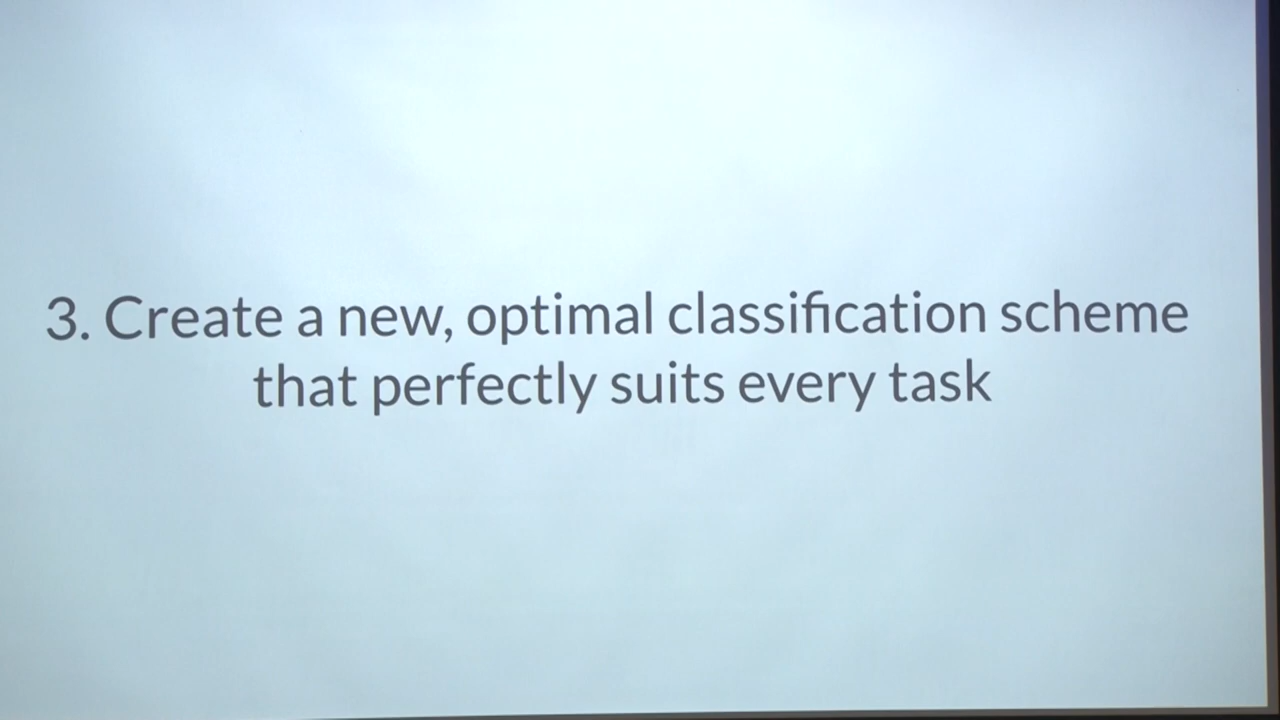 3. Create a new, optimal classification scheme
that perfectly suits every task